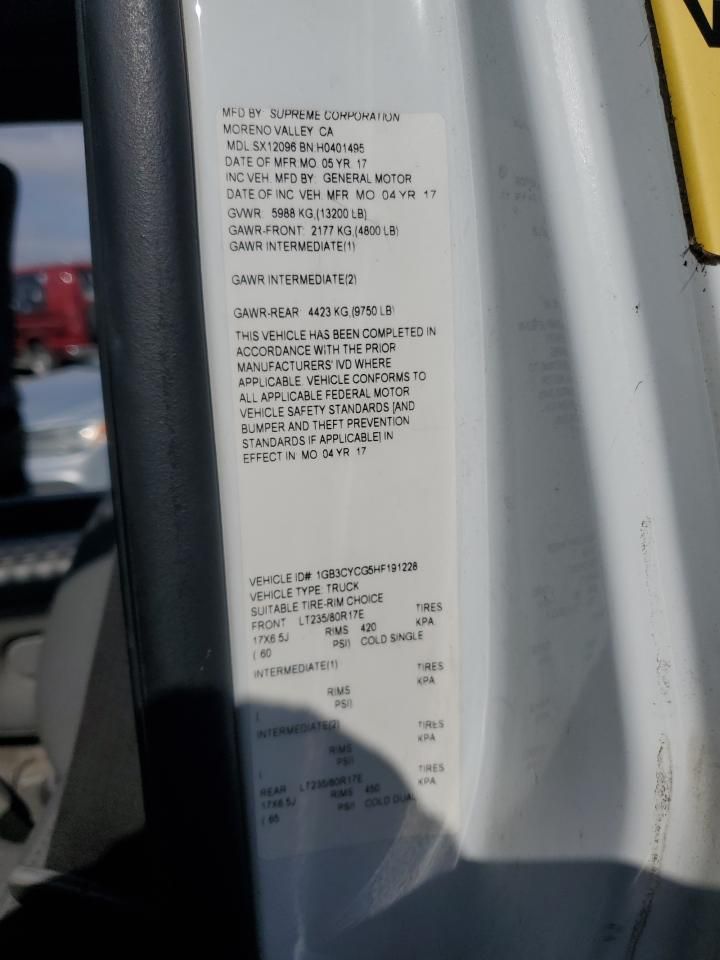 MFD BY SUPREME CORPORATION
MORENO VALLEY CA
MDL SX12096 BN: H0401495
DATE OF MFR MO. 05 YR. 17
INC VEH. MFD BY: GENERAL MOTOR
DATE OF INC VEH. MFR MO 04 YR 17
GVWR: 5988 KG,(13200 LB)
GAWR-FRONT: 2177 KG,(4800 LB)
GAWR INTERMEDIATE(1)
GAWR INTERMEDIATE(2)
GAWR-REAR 4423 KG,(9750 LB)
THIS VEHICLE HAS BEEN COMPLETED IN
ACCORDANCE WITH THE PRIOR
MANUFACTURERS' IVD WHERE
APPLICABLE. VEHICLE CONFORMS TO
ALL APPLICABLE FEDERAL MOTOR
VEHICLE SAFETY STANDARDS [AND
BUMPER AND THEFT PREVENTION
STANDARDS IF APPLICABLE] IN
EFFECT IN MO 04 YR 17
VEHICLE ID# 1GB3CYCG5HF191228
VEHICLE TYPE: TRUCK
SUITABLE TIRE-RIM CHOICE
FRONT LT235/80R17E TIRES
17X6.5J RIMS 420 KPA
( 60 PSI) COLD SINGLE
INTERMEDIATE(1) TIRES
RIMS KPA
( PSI)
INTERMEDIATE(2) TIRES
RIMS KPA
( PSI)
REAR LT235/80R17E TIRES
17X6.5J RIMS 450 KPA
( 65 PSI) COLD DUAL